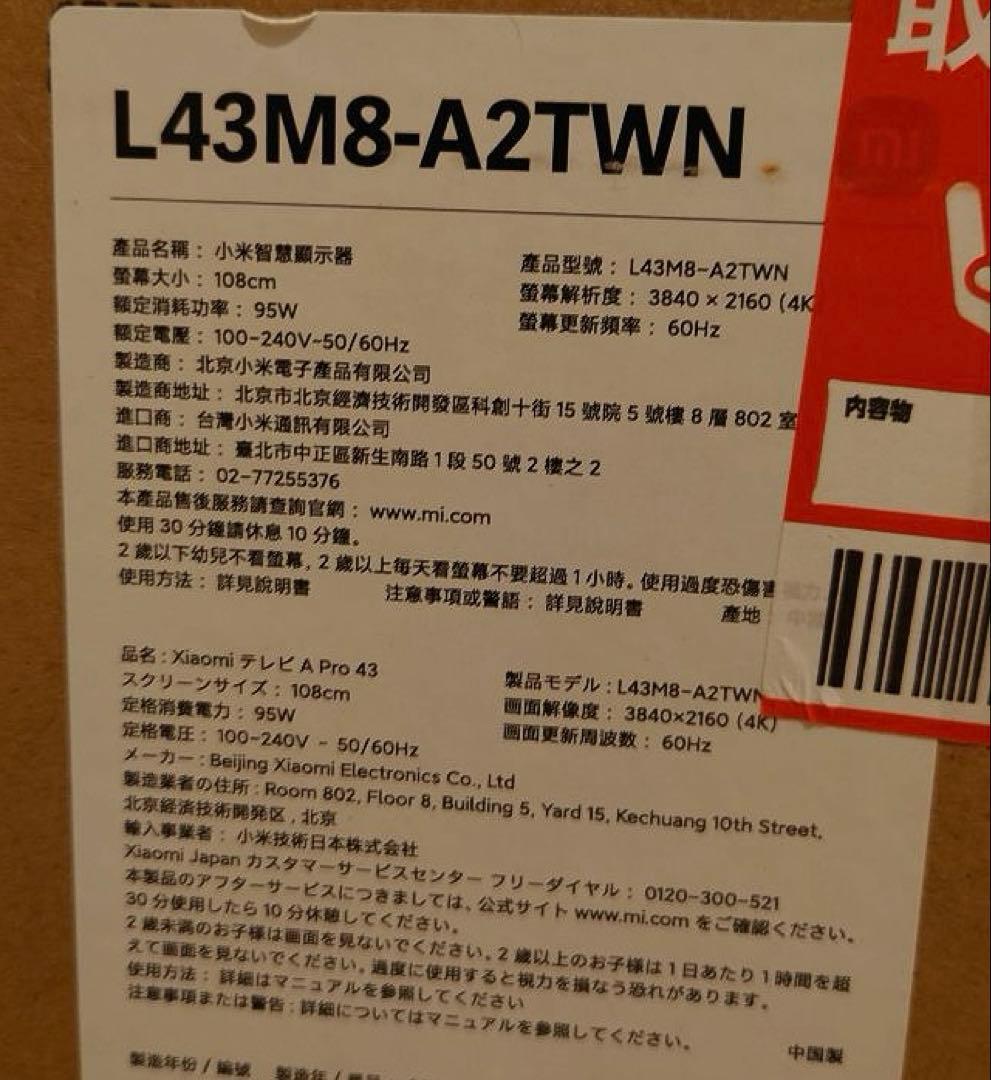 L43M8-A2TWN
取
mi
產品名稱：小米智慧顯示器
產品型號：L43M8-A2TWN
螢幕大小：108cm
螢幕解析度：3840 × 2160 (4K
額定消耗功率：95W
螢幕更新頻率：60Hz
額定電壓：100-240V~50/60Hz
製造商：北京小米電子產品有限公司
製造商地址：北京市北京經濟技術開發區科創十街 15 號院 5 號樓 8 層 802 室
進口商：台灣小米通訊有限公司
進口商地址：臺北市中正區新生南路 1 段 50 號 2 樓之 2
服務電話：02-77255376
本產品售後服務請查詢官網：www.mi.com
使用 30 分鐘請休息 10 分鐘。
2 歲以下幼兒不看螢幕，2 歲以上每天看螢幕不要超過 1 小時。使用過度恐傷害
使用方法：詳見說明書 注意事項或警語：詳見說明書 產地
內容物
品名：Xiaomi テレビ A Pro 43
製品モデル：L43M8-A2TWN
スクリーンサイズ：108cm
画面解像度：3840×2160 (4K)
定格消費電力：95W
画面更新周波数：60Hz
定格電圧：100-240V ~ 50/60Hz
メーカー：Beijing Xiaomi Electronics Co., Ltd
製造業者の住所：Room 802, Floor 8, Building 5, Yard 15, Kechuang 10th Street,
北京経済技術開発区 , 北京
輸入事業者：小米技術日本株式会社
Xiaomi Japan カスタマーサービスセンター フリーダイヤル：0120-300-521
本製品のアフターサービスにつきましては、公式サイト www.mi.com をご確認ください。
30 分使用したら 10 分休憩してください。
2 歳未満のお子様は画面を見ないでください。2 歳以上のお子様は 1 日あたり 1 時間を超
えて画面を見ないでください。過度に使用すると視力を損なう恐れがあります。
使用方法：詳細はマニュアルを参照してください
注意事項または警告：詳細についてはマニュアルを参照してください。
中国製
製造年份 / 編號 製造年 /